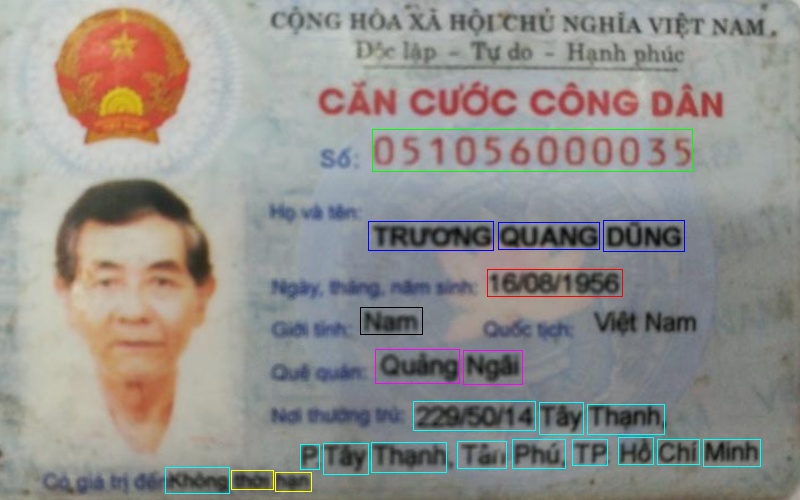 CỘNG HÒA XÃ HỘI CHỦ NGHĨA VIỆT NAM
Độc lập - Tự do - Hạnh phúc
CĂN CƯỚC CÔNG DÂN
Số: 051056000035
Họ và tên:
TRƯƠNG QUANG DŨNG
Ngày, tháng, năm sinh: 16/08/1956
Giới tính: Nam Quốc tịch: Việt Nam
Quê quán: Quảng Ngãi
Nơi thường trú: 229/50/14 Tây Thạnh,
P Tây Thạnh, Tân Phú, TP. Hồ Chí Minh
Có giá trị đến Không thời hạn